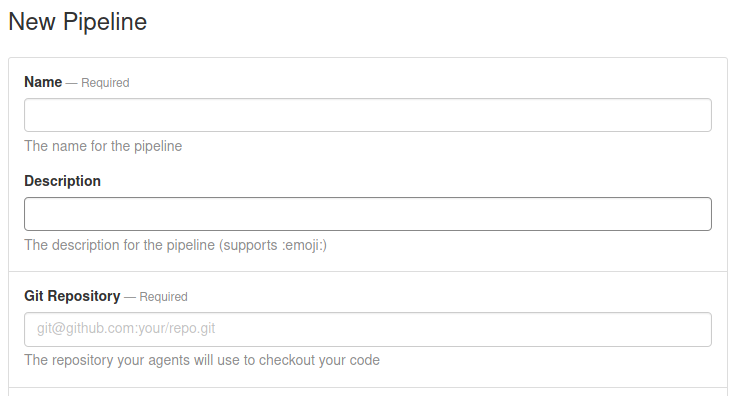 New Pipeline
Name — Required
The name for the pipeline
Description
The description for the pipeline (supports :emoji:)
Git Repository — Required
git@github.com:your/repo.git
The repository your agents will use to checkout your code